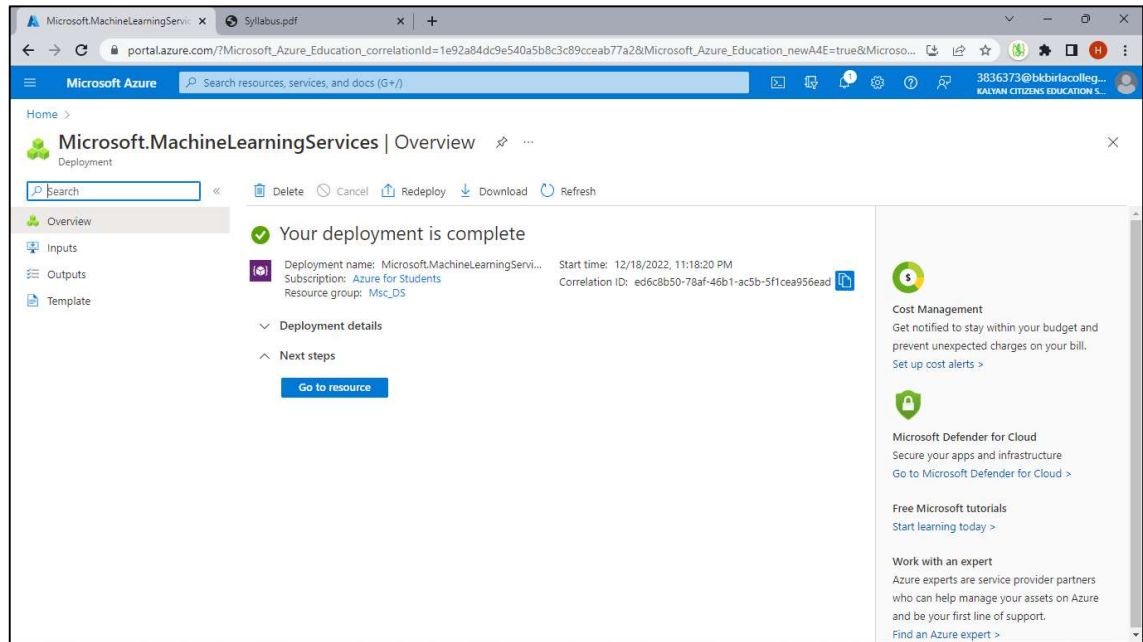 Microsoft.MachineLearningServic
Syllabus.pdf
portal.azure.com/?Microsoft_Azure_Education_correlationId=1e92a84dc9e540a5b8c3c89cceab77a2&Microsoft_Azure_Education_newA4E=true&Microso...
H
Microsoft Azure
Search resources, services, and docs (G+/)
1
3836373@bkbirlacolleg...
KALYAN CITIZENS EDUCATION S...
Home >
Microsoft.MachineLearningServices | Overview
Deployment
Search
Delete
Cancel
Redeploy
Download
Refresh
Overview
Inputs
Outputs
Template
Your deployment is complete
Deployment name: Microsoft.MachineLearningServi...
Subscription: Azure for Students
Resource group: Msc_DS
Start time: 12/18/2022, 11:18:20 PM
Correlation ID: ed6c8b50-78af-46b1-ac5b-5f1cea956ead
Deployment details
Next steps
Go to resource
Cost Management
Get notified to stay within your budget and
prevent unexpected charges on your bill.
Set up cost alerts >
Microsoft Defender for Cloud
Secure your apps and infrastructure
Go to Microsoft Defender for Cloud >
Free Microsoft tutorials
Start learning today >
Work with an expert
Azure experts are service provider partners
who can help manage your assets on Azure
and be your first line of support.
Find an Azure expert >